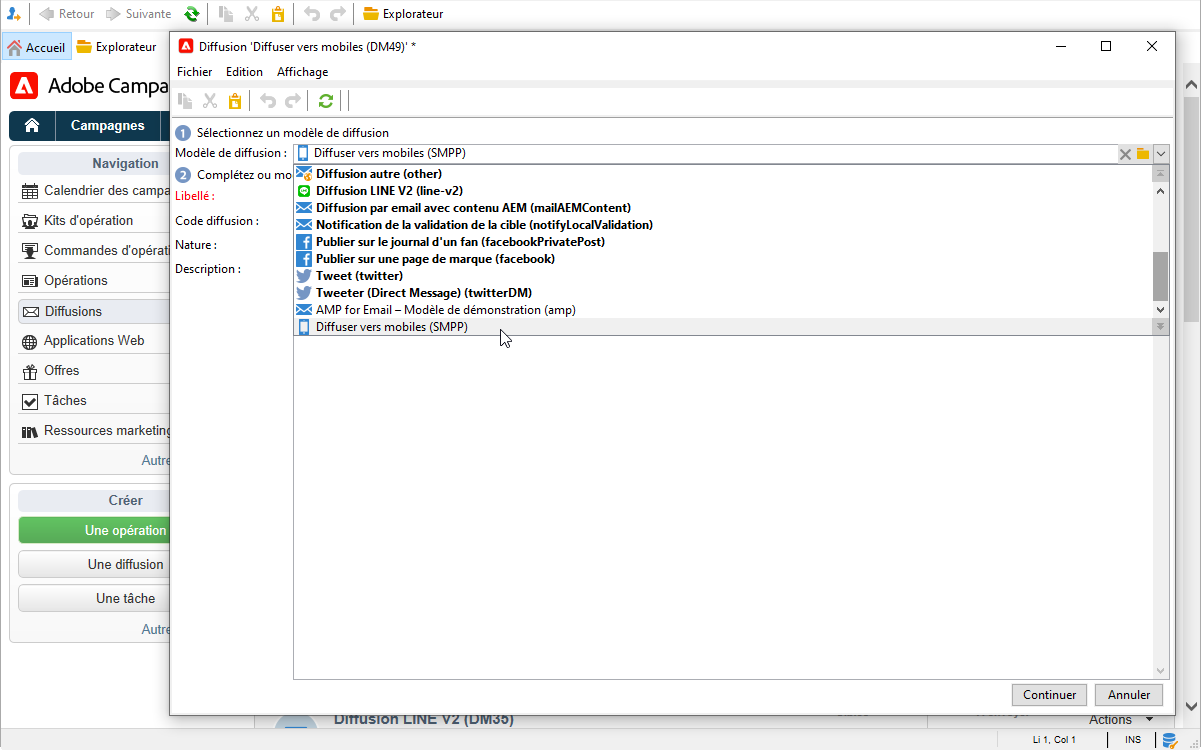 Retour
Suivante
Explorateur
Accueil
Explorateur
Adobe Campa
Campagnes
Navigation
Calendrier des campa
Kits d'opération
Commandes d'opérati
Opérations
Diffusions
Applications Web
Offres
Tâches
Ressources marketing
Autre
Créer
Une opération
Une diffusion
Une tâche
Autre
Diffusion 'Diffuser vers mobiles (DM49)' *
Fichier Edition Affichage
1 Sélectionnez un modèle de diffusion
Modèle de diffusion : Diffuser vers mobiles (SMPP)
2 Complétez ou mo
Libellé :
Code diffusion :
Nature :
Description :
Diffusion autre (other)
Diffusion LINE V2 (line-v2)
Diffusion par email avec contenu AEM (mailAEMContent)
Notification de la validation de la cible (notifyLocalValidation)
Publier sur le journal d'un fan (facebookPrivatePost)
Publier sur une page de marque (facebook)
Tweet (twitter)
Tweeter (Direct Message) (twitterDM)
AMP for Email – Modèle de démonstration (amp)
Diffuser vers mobiles (SMPP)
Continuer
Annuler
Diffusion LINE V2 (DM35)
Actions
Li 1, Col 1
INS